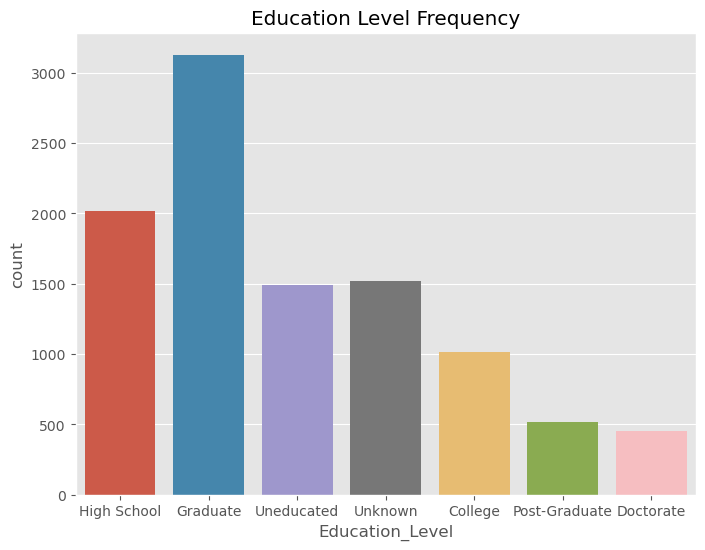 Education Level Frequency
3000
2500
2000
1500
1000
500
0
count
High School Graduate Uneducated Unknown College Post-Graduate Doctorate
Education_Level